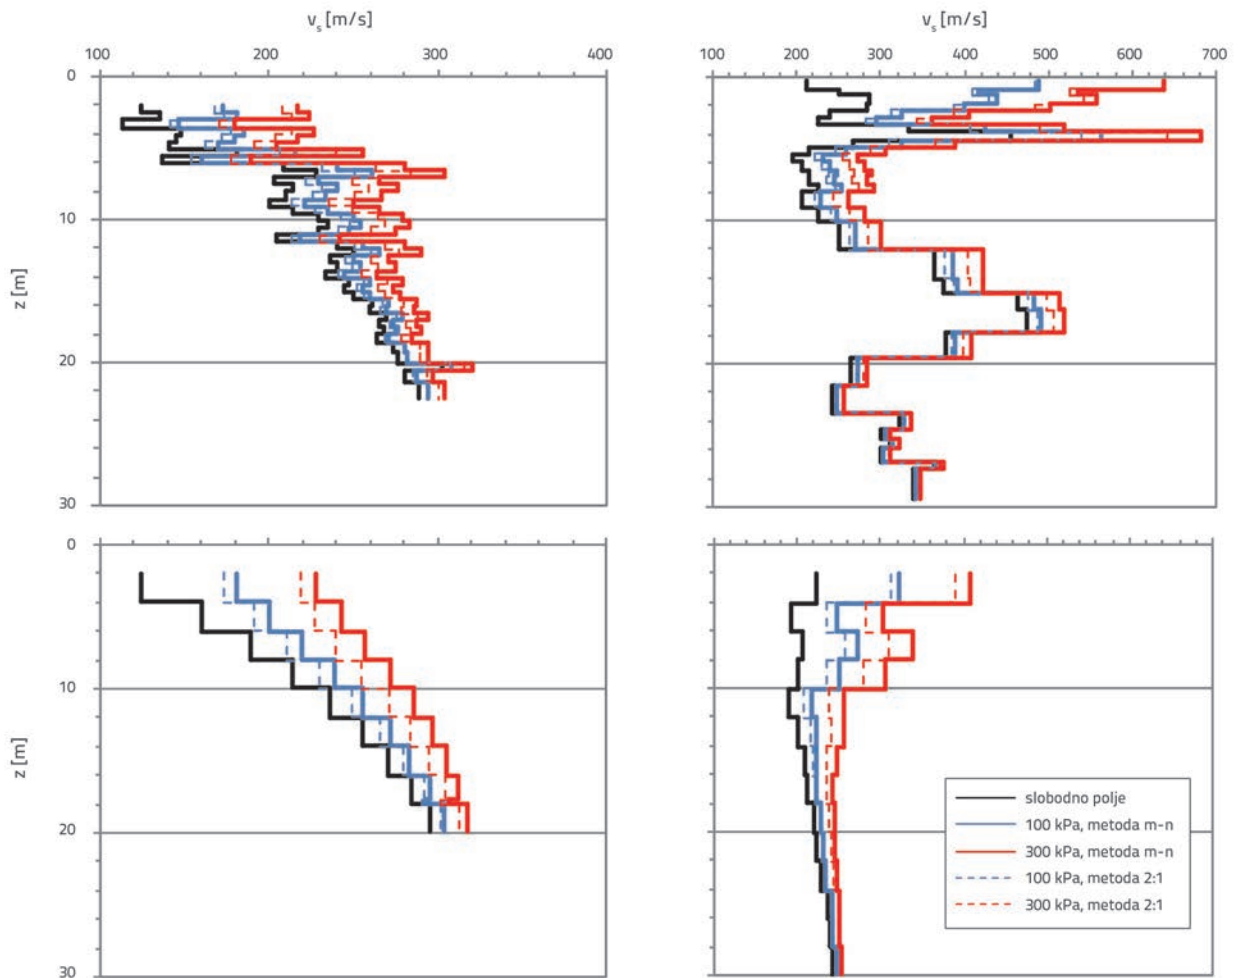 v_s [m/s]
100 200 300 400
0
10
20
30
z [m]
v_s [m/s]
100 200 300 400 500 600 700
0
10
20
30
z [m]
slobodno polje
100 kPa, metoda m-n
300 kPa, metoda m-n
100 kPa, metoda 2:1
300 kPa, metoda 2:1